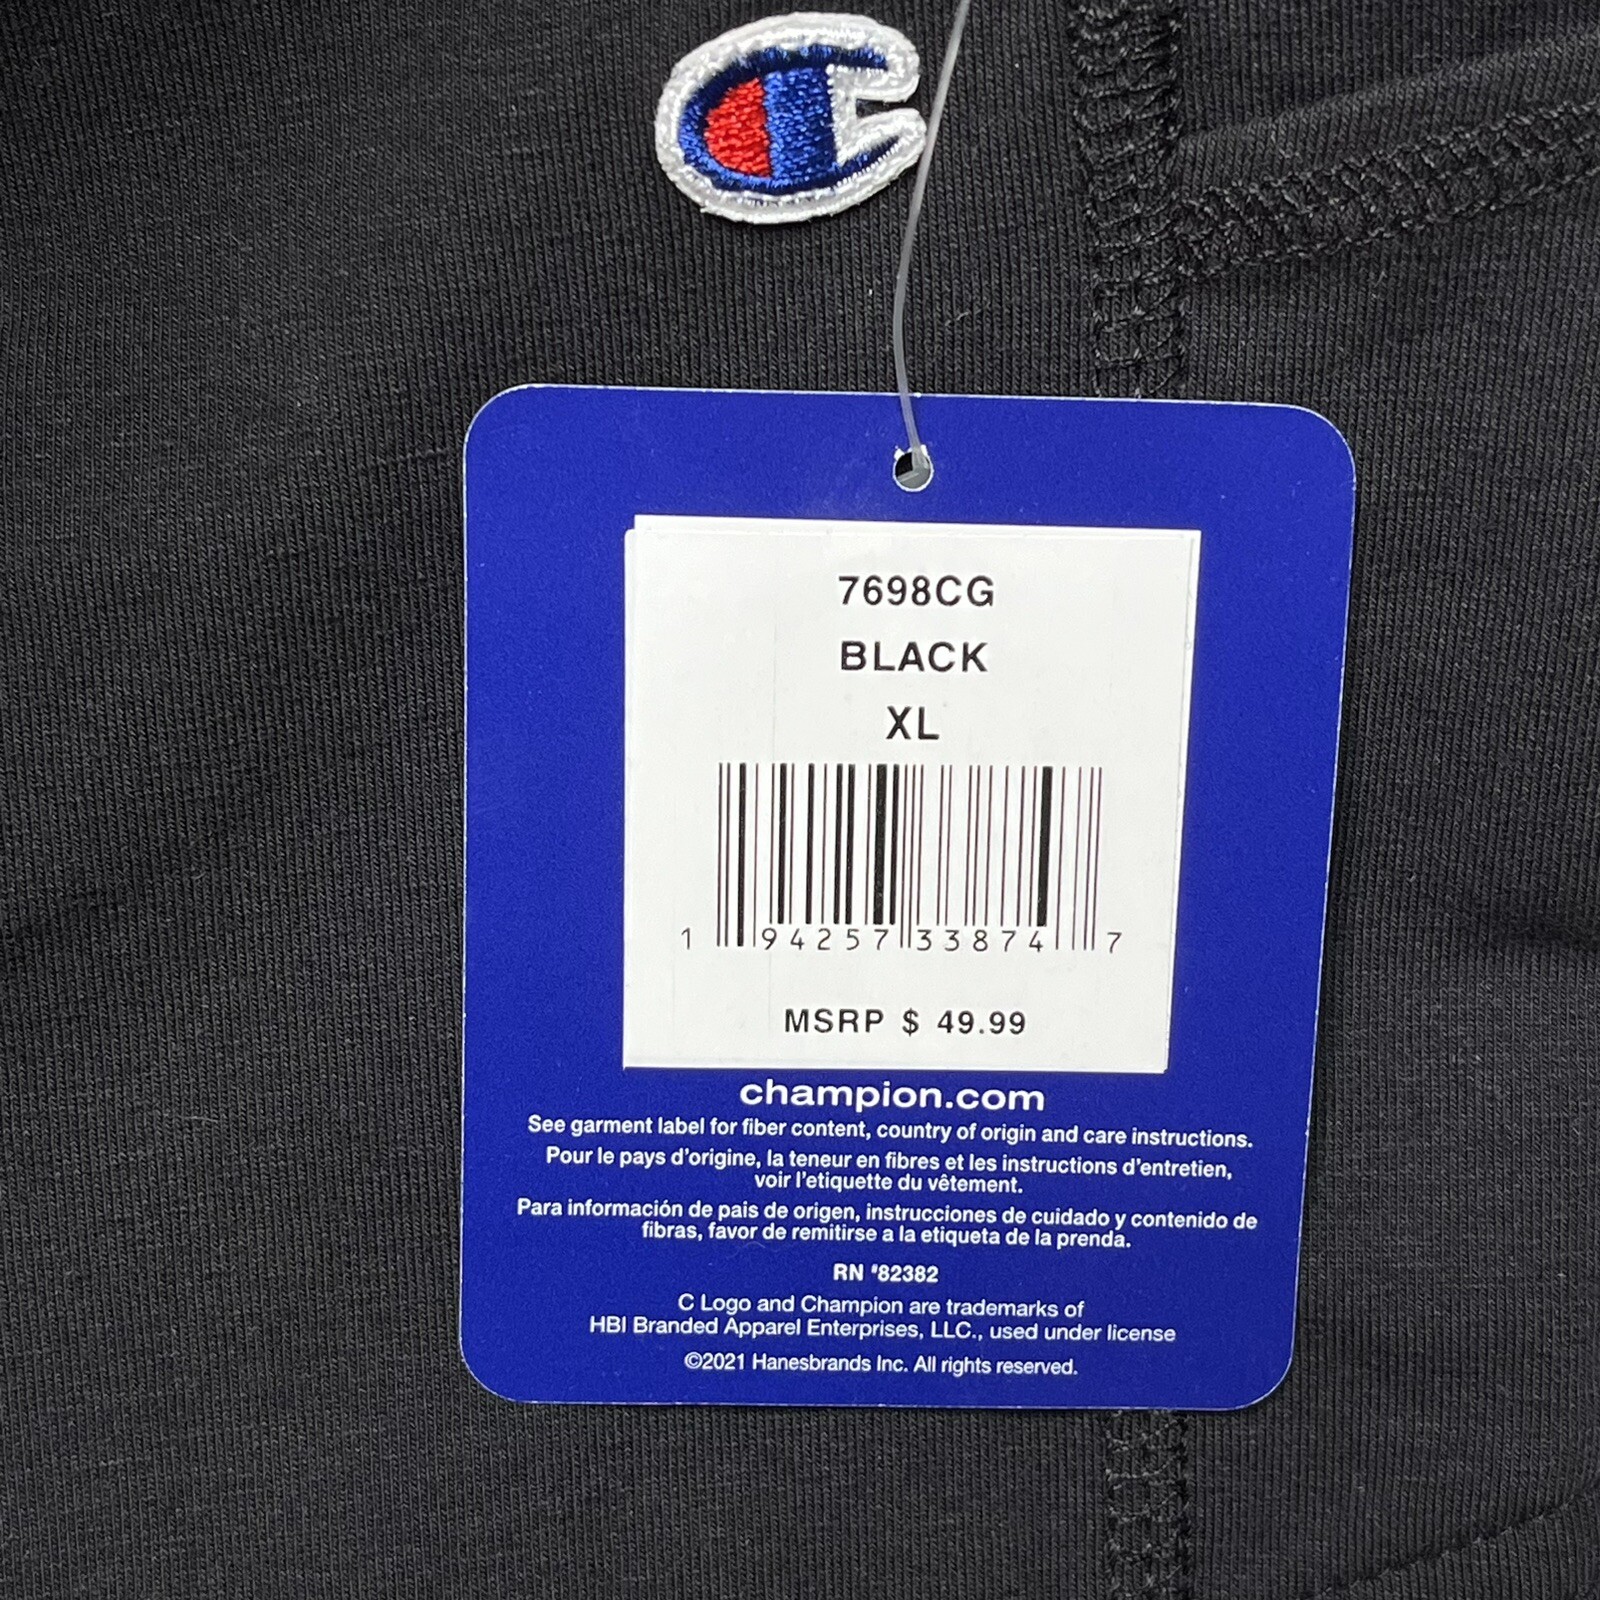 7698CG
BLACK
XL
1 94257 33874 7
MSRP $ 49.99
champion.com
See garment label for fiber content, country of origin and care instructions.
Pour le pays d'origine, la teneur en fibres et les instructions d'entretien,
voir l'etiquette du vêtement.
Para información de pais de origen, instrucciones de cuidado y contenido de
fibras, favor de remitirse a la etiqueta de la prenda.
RN #82382
C Logo and Champion are trademarks of
HBI Branded Apparel Enterprises, LLC., used under license
©2021 Hanesbrands Inc. All rights reserved.